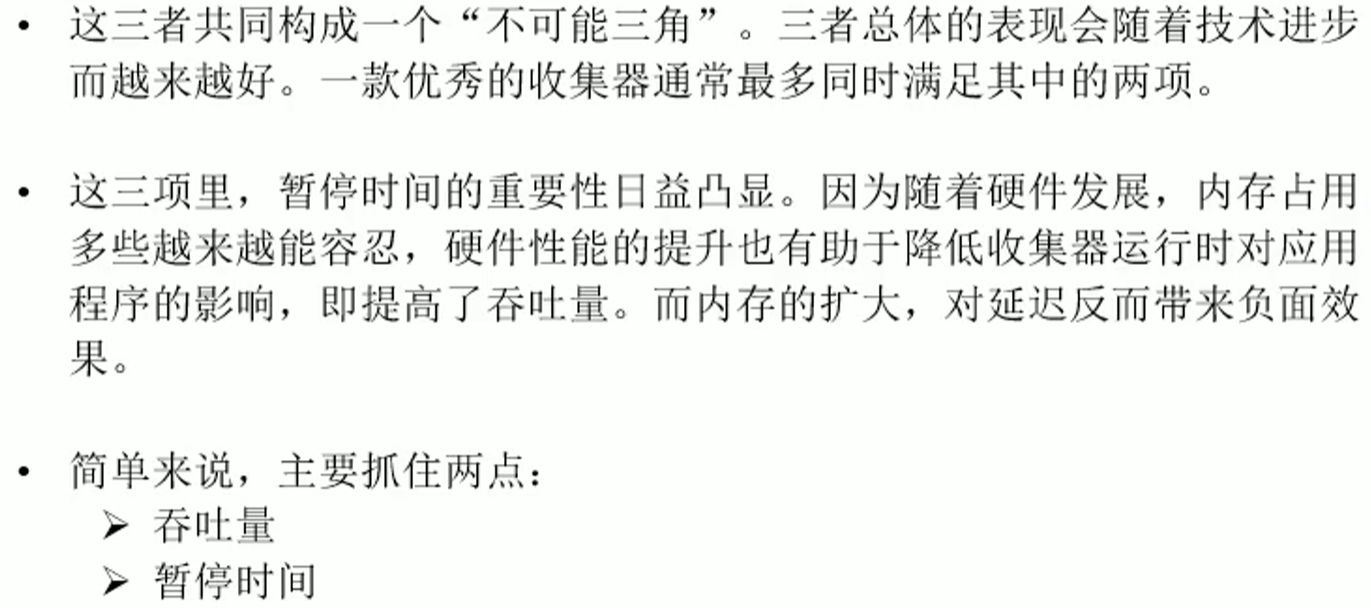 • 这三者共同构成一个“不可能三角”。三者总体的表现会随着技术进步
而越来越好。一款优秀的收集器通常最多同时满足其中的两项。
• 这三项里，暂停时间的重要性日益凸显。因为随着硬件发展，内存占用
多些越来越能容忍，硬件性能的提升也有助于降低收集器运行时对应用
程序的影响，即提高了吞吐量。而内存的扩大，对延迟反而带来负面效
果。
• 简单来说，主要抓住两点：
➢ 吞吐量
➢ 暂停时间